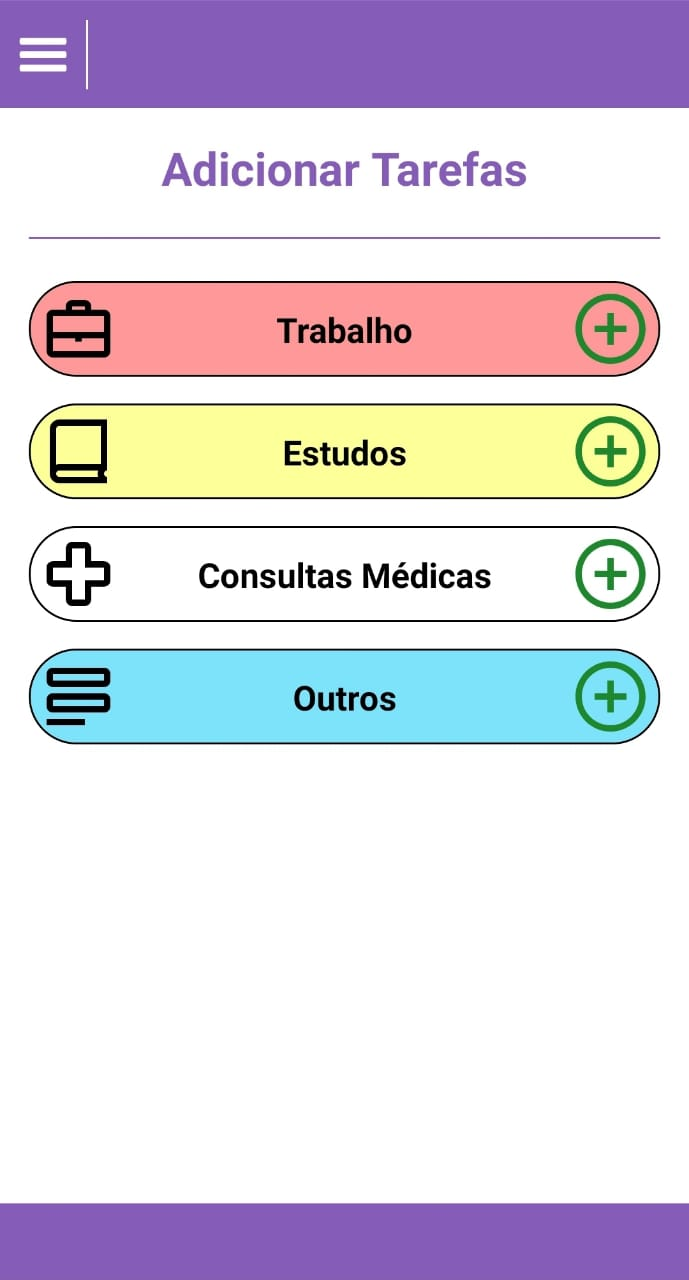 Adicionar Tarefas
Trabalho
Estudos
Consultas Médicas
Outros